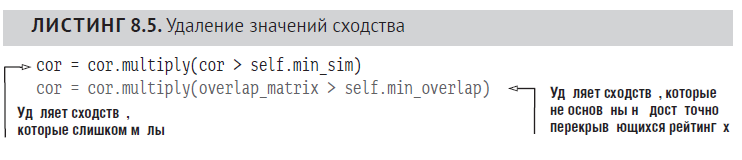 ЛИСТИНГ 8.5. Удаление значений сходства
cor = cor.multiply(cor > self.min_sim)
cor = cor.multiply(overlap_matrix > self.min_overlap)
Уд ляет сходств ,
которые слишком м лы
Уд ляет сходств , которые
не основ ны н дост точно
перекрыв ющихся рейтинг х